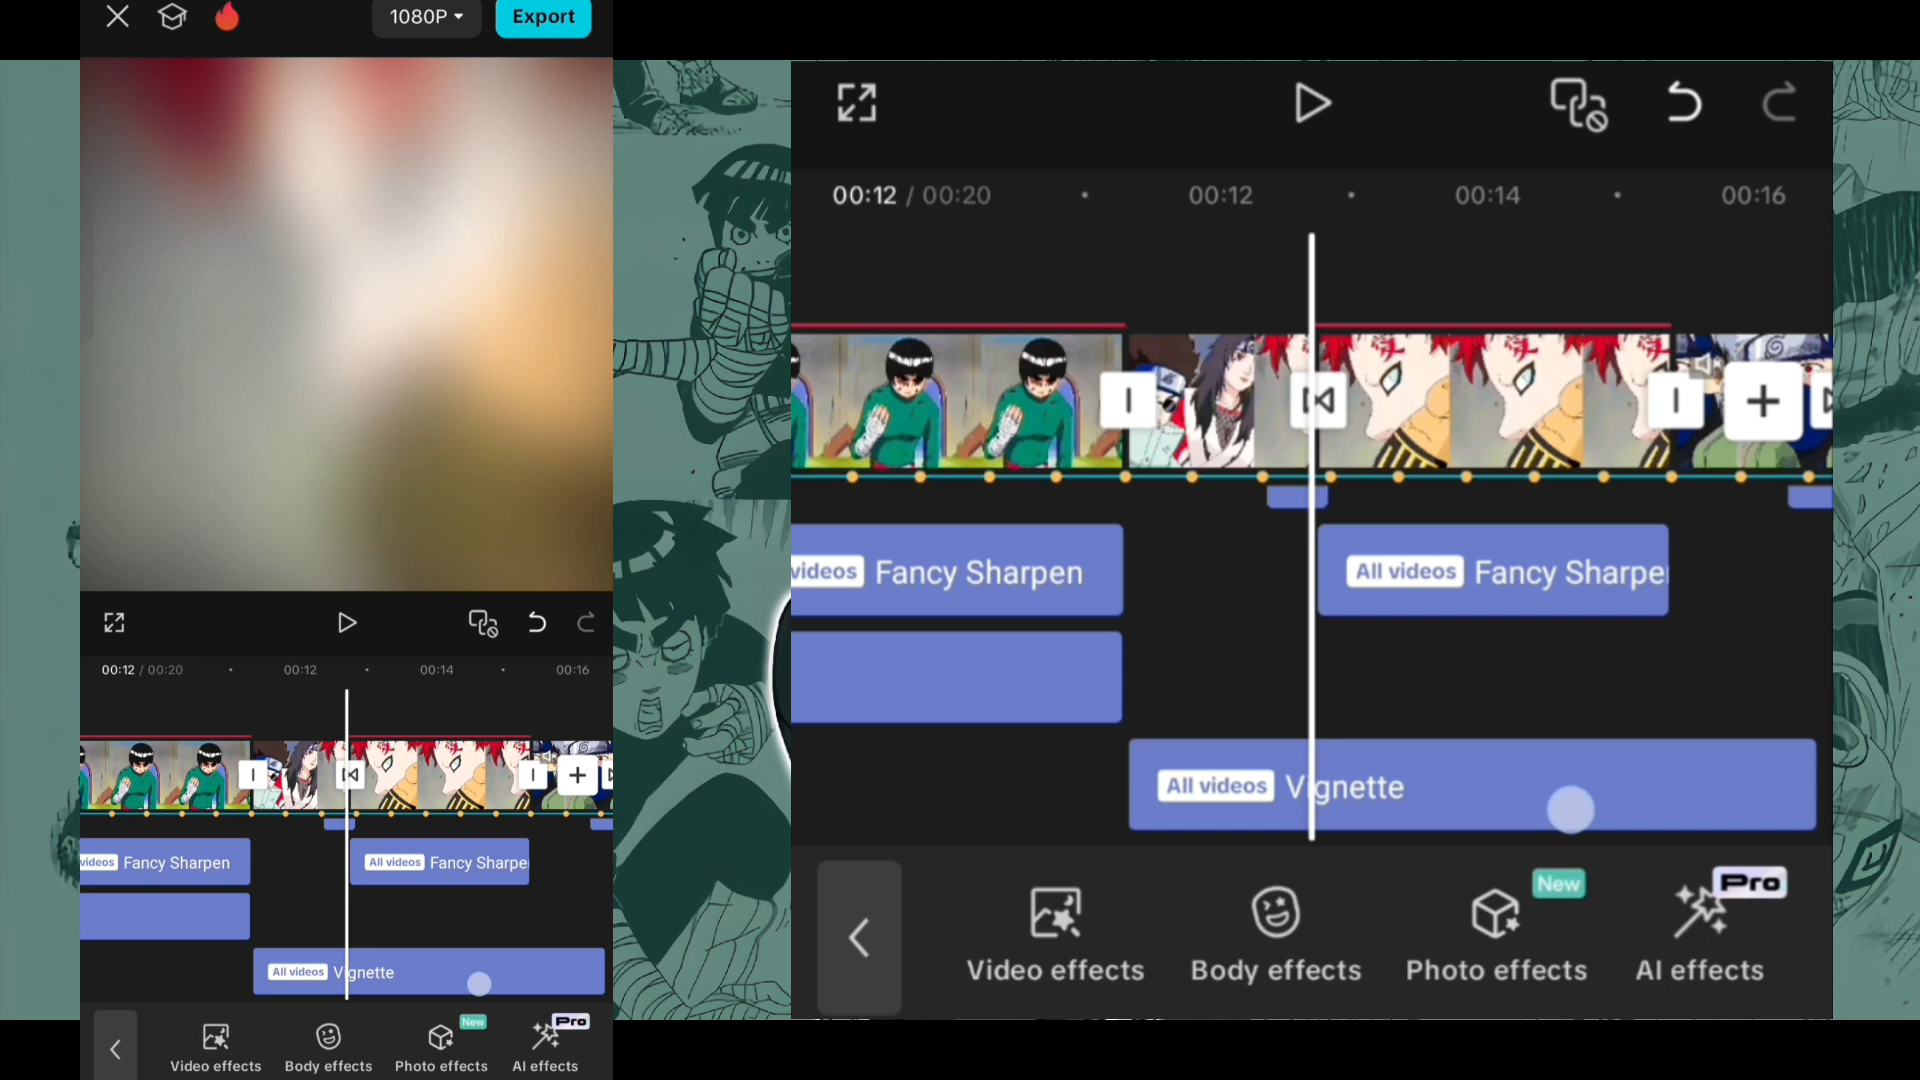 1080P
Export
00:12 / 00:20
00:12
00:14
00:16
videos Fancy Sharpen
All videos Fancy Sharpe
All videos Vignette
Video effects
Body effects
New
Photo effects
Pro
AI effects
00:12 / 00:20
00:12
00:14
00:16
videos Fancy Sharpen
All videos Fancy Sharpe
All videos Vignette
Video effects
Body effects
New
Photo effects
Pro
AI effects